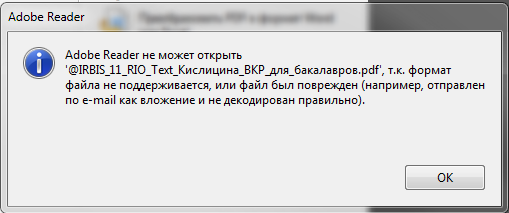 Преобразовать PDF в формат Word
Adobe Reader
Adobe Reader не может открыть
'@IRBIS_11_RIO_Text_Кислицина_ВКР_для_бакалавров.pdf', т.к. формат
файла не поддерживается, или файл был поврежден (например, отправлен
по e-mail как вложение и не декодирован правильно).
OK